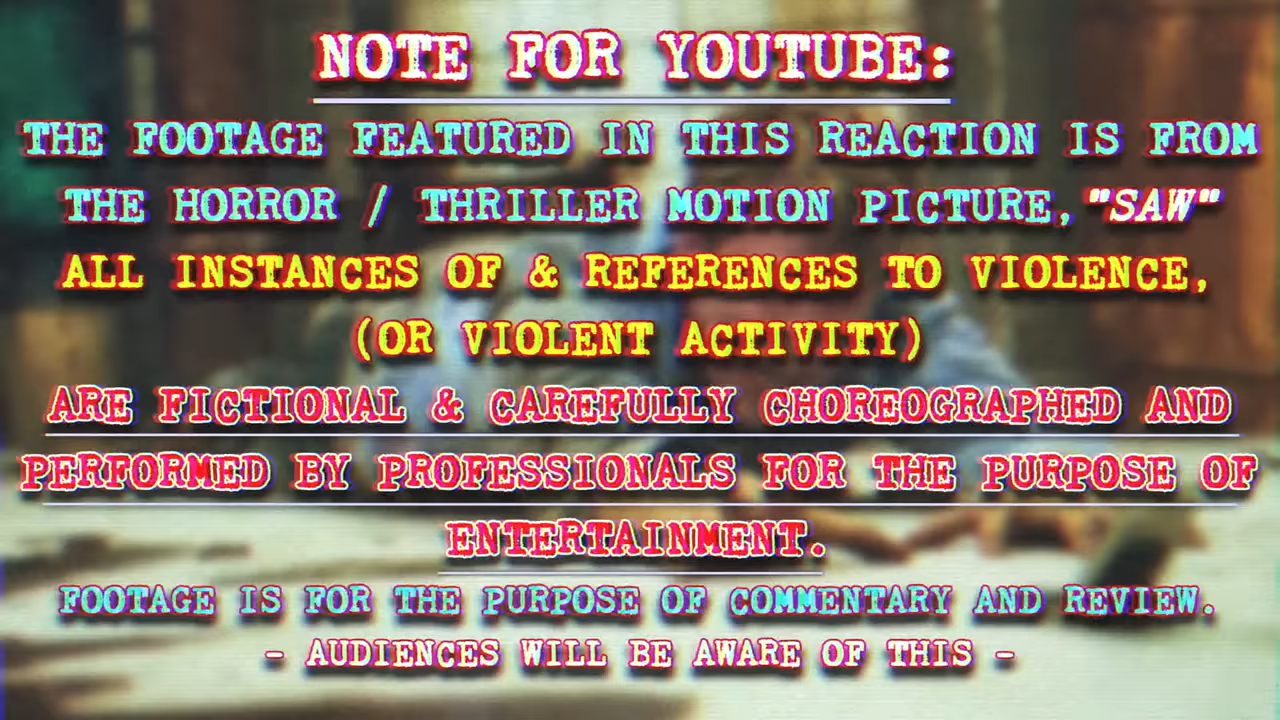 NOTE FOR YOUTUBE:
THE FOOTAGE FEATURED IN THIS REACTION IS FROM
THE HORROR / THRILLER MOTION PICTURE, "SAW"
ALL INSTANCES OF & REFERENCES TO VIOLENCE,
(OR VIOLENT ACTIVITY)
ARE FICTIONAL & CAREFULLY CHOREOGRAPHED AND
PERFORMED BY PROFESSIONALS FOR THE PURPOSE OF
ENTERTAINMENT.
FOOTAGE IS FOR THE PURPOSE OF COMMENTARY AND REVIEW.
- AUDIENCES WILL BE AWARE OF THIS -